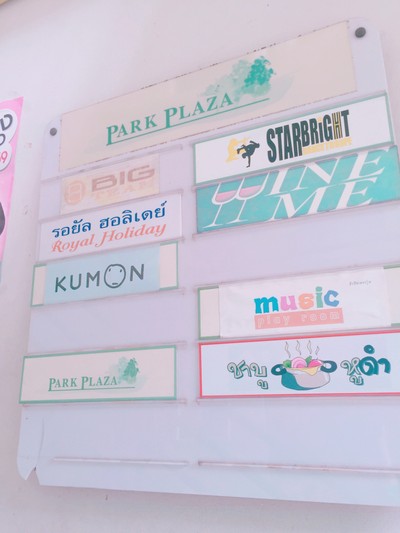 PARK PLAZA
BIG
รอยัล ฮอลิเดย์
Royal Holiday
KUMON
PARK PLAZA
STARBRIGHT
WINE
ME
music
play room
ชาบู หูดำ